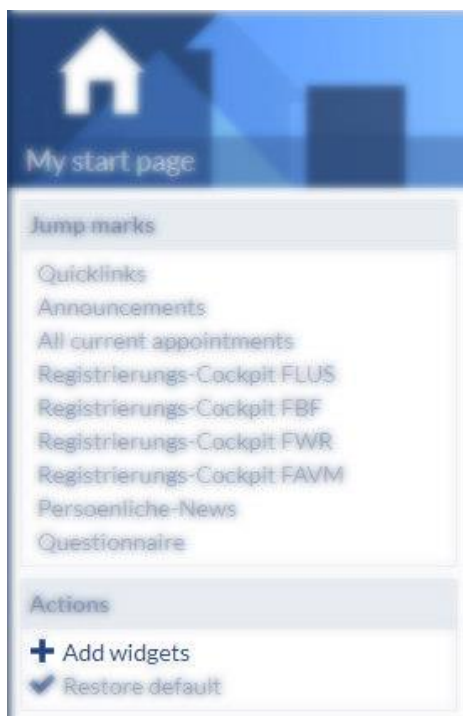 My start page
Jump marks
Quicklinks
Announcements
All current appointments
Registrierungs-Cockpit FLUS
Registrierungs-Cockpit FBF
Registrierungs-Cockpit FWR
Registrierungs-Cockpit FAVM
Persoenliche-News
Questionnaire
Actions
Add widgets
Restore default